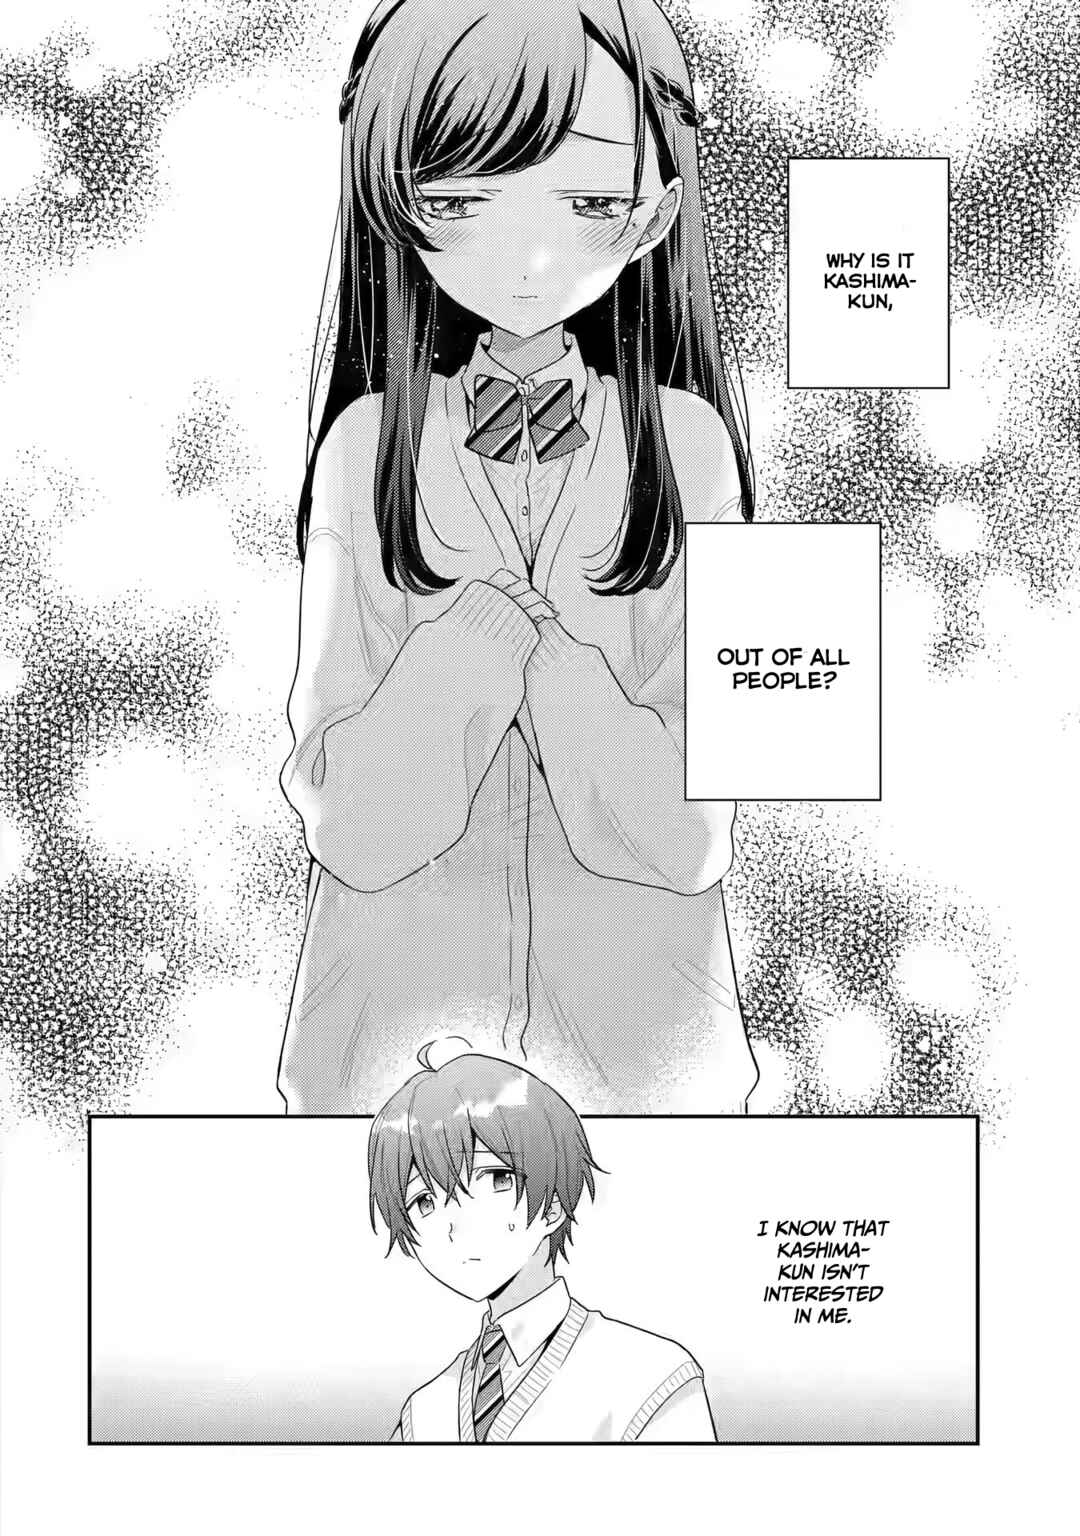 WHY IS IT
KASHIMA-
KUN,
OUT OF ALL
PEOPLE?
I KNOW THAT
KASHIMA-
KUN ISN'T
INTERESTED
IN ME.